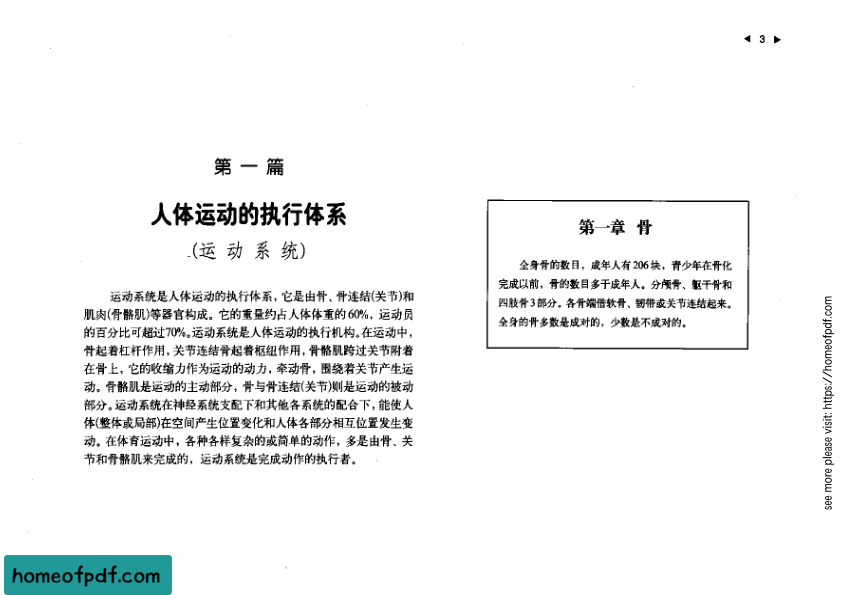 ◀ 3 ▶
第一篇
人体运动的执行体系
(运动系统)
运动系统是人体运动的执行体系，它是由骨、骨连结(关节)和
肌肉(骨骼肌)等器官构成。它的重量约占人体体重的60%，运动员
的百分比可超过70%。运动系统是人体运动的执行机构。在运动中，
骨起着杠杆作用，关节连结骨起着枢纽作用，骨骼肌跨过关节附着
在骨上，它的收缩力作为运动的动力，牵动骨，围绕着关节产生运
动。骨骼肌是运动的主动部分，骨与骨连结(关节)则是运动的被动
部分。运动系统在神经系统支配下和其他各系统的配合下，能使人
体(整体或局部)在空间产生位置变化和人体各部分相互位置发生变
动。在体育运动中，各种各样复杂的或简单的动作，多是由骨、关
节和骨骼肌来完成的，运动系统是完成动作的执行者。
第一章 骨
全身骨的数目，成年人有206块，青少年在骨化
完成以前，骨的数目多于成年人。分颅骨、躯干骨和
四肢骨3部分。各骨端借软骨、韧带或关节连结起来。
全身的骨多数是成对的，少数是不成对的。
see more please visit: https://homeofpdf.com
homeofpdf.com